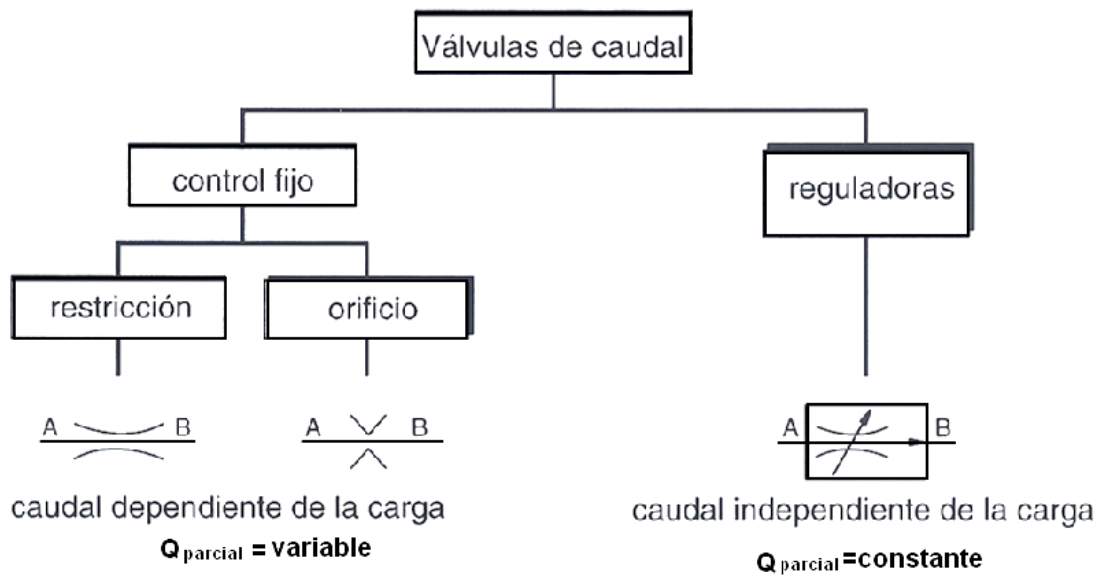 Válvulas de caudal
control fijo
reguladoras
restricción
orificio
A B
A B
A B
caudal dependiente de la carga
Q parcial = variable
caudal independiente de la carga
Q parcial=constante